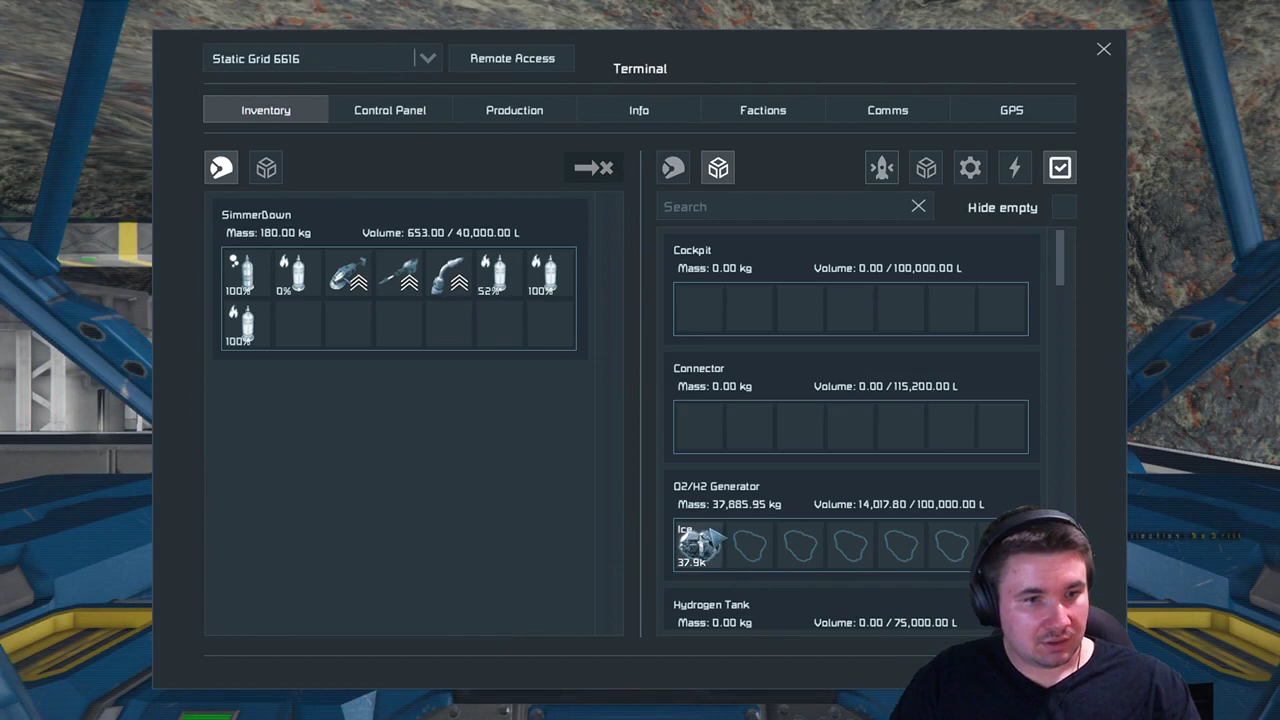 Static Grid 6616
Remote Access
Terminal
Inventory
Control Panel
Production
Info
Factions
Comms
GPS
Search
Hide empty
SimmerDown
Mass: 180.00 kg
Volume: 653.00 / 40,000.00 L
100%
0%
52%
100%
100%
Cockpit
Mass: 0.00 kg
Volume: 0.00 / 100,000.00 L
Connector
Mass: 0.00 kg
Volume: 0.00 / 115,200.00 L
O2/H2 Generator
Mass: 37,885.95 kg
Volume: 14,017.80 / 100,000.00 L
Ice
37.9k
Hydrogen Tank
Mass: 0.00 kg
Volume: 0.00 / 75,000.00 L